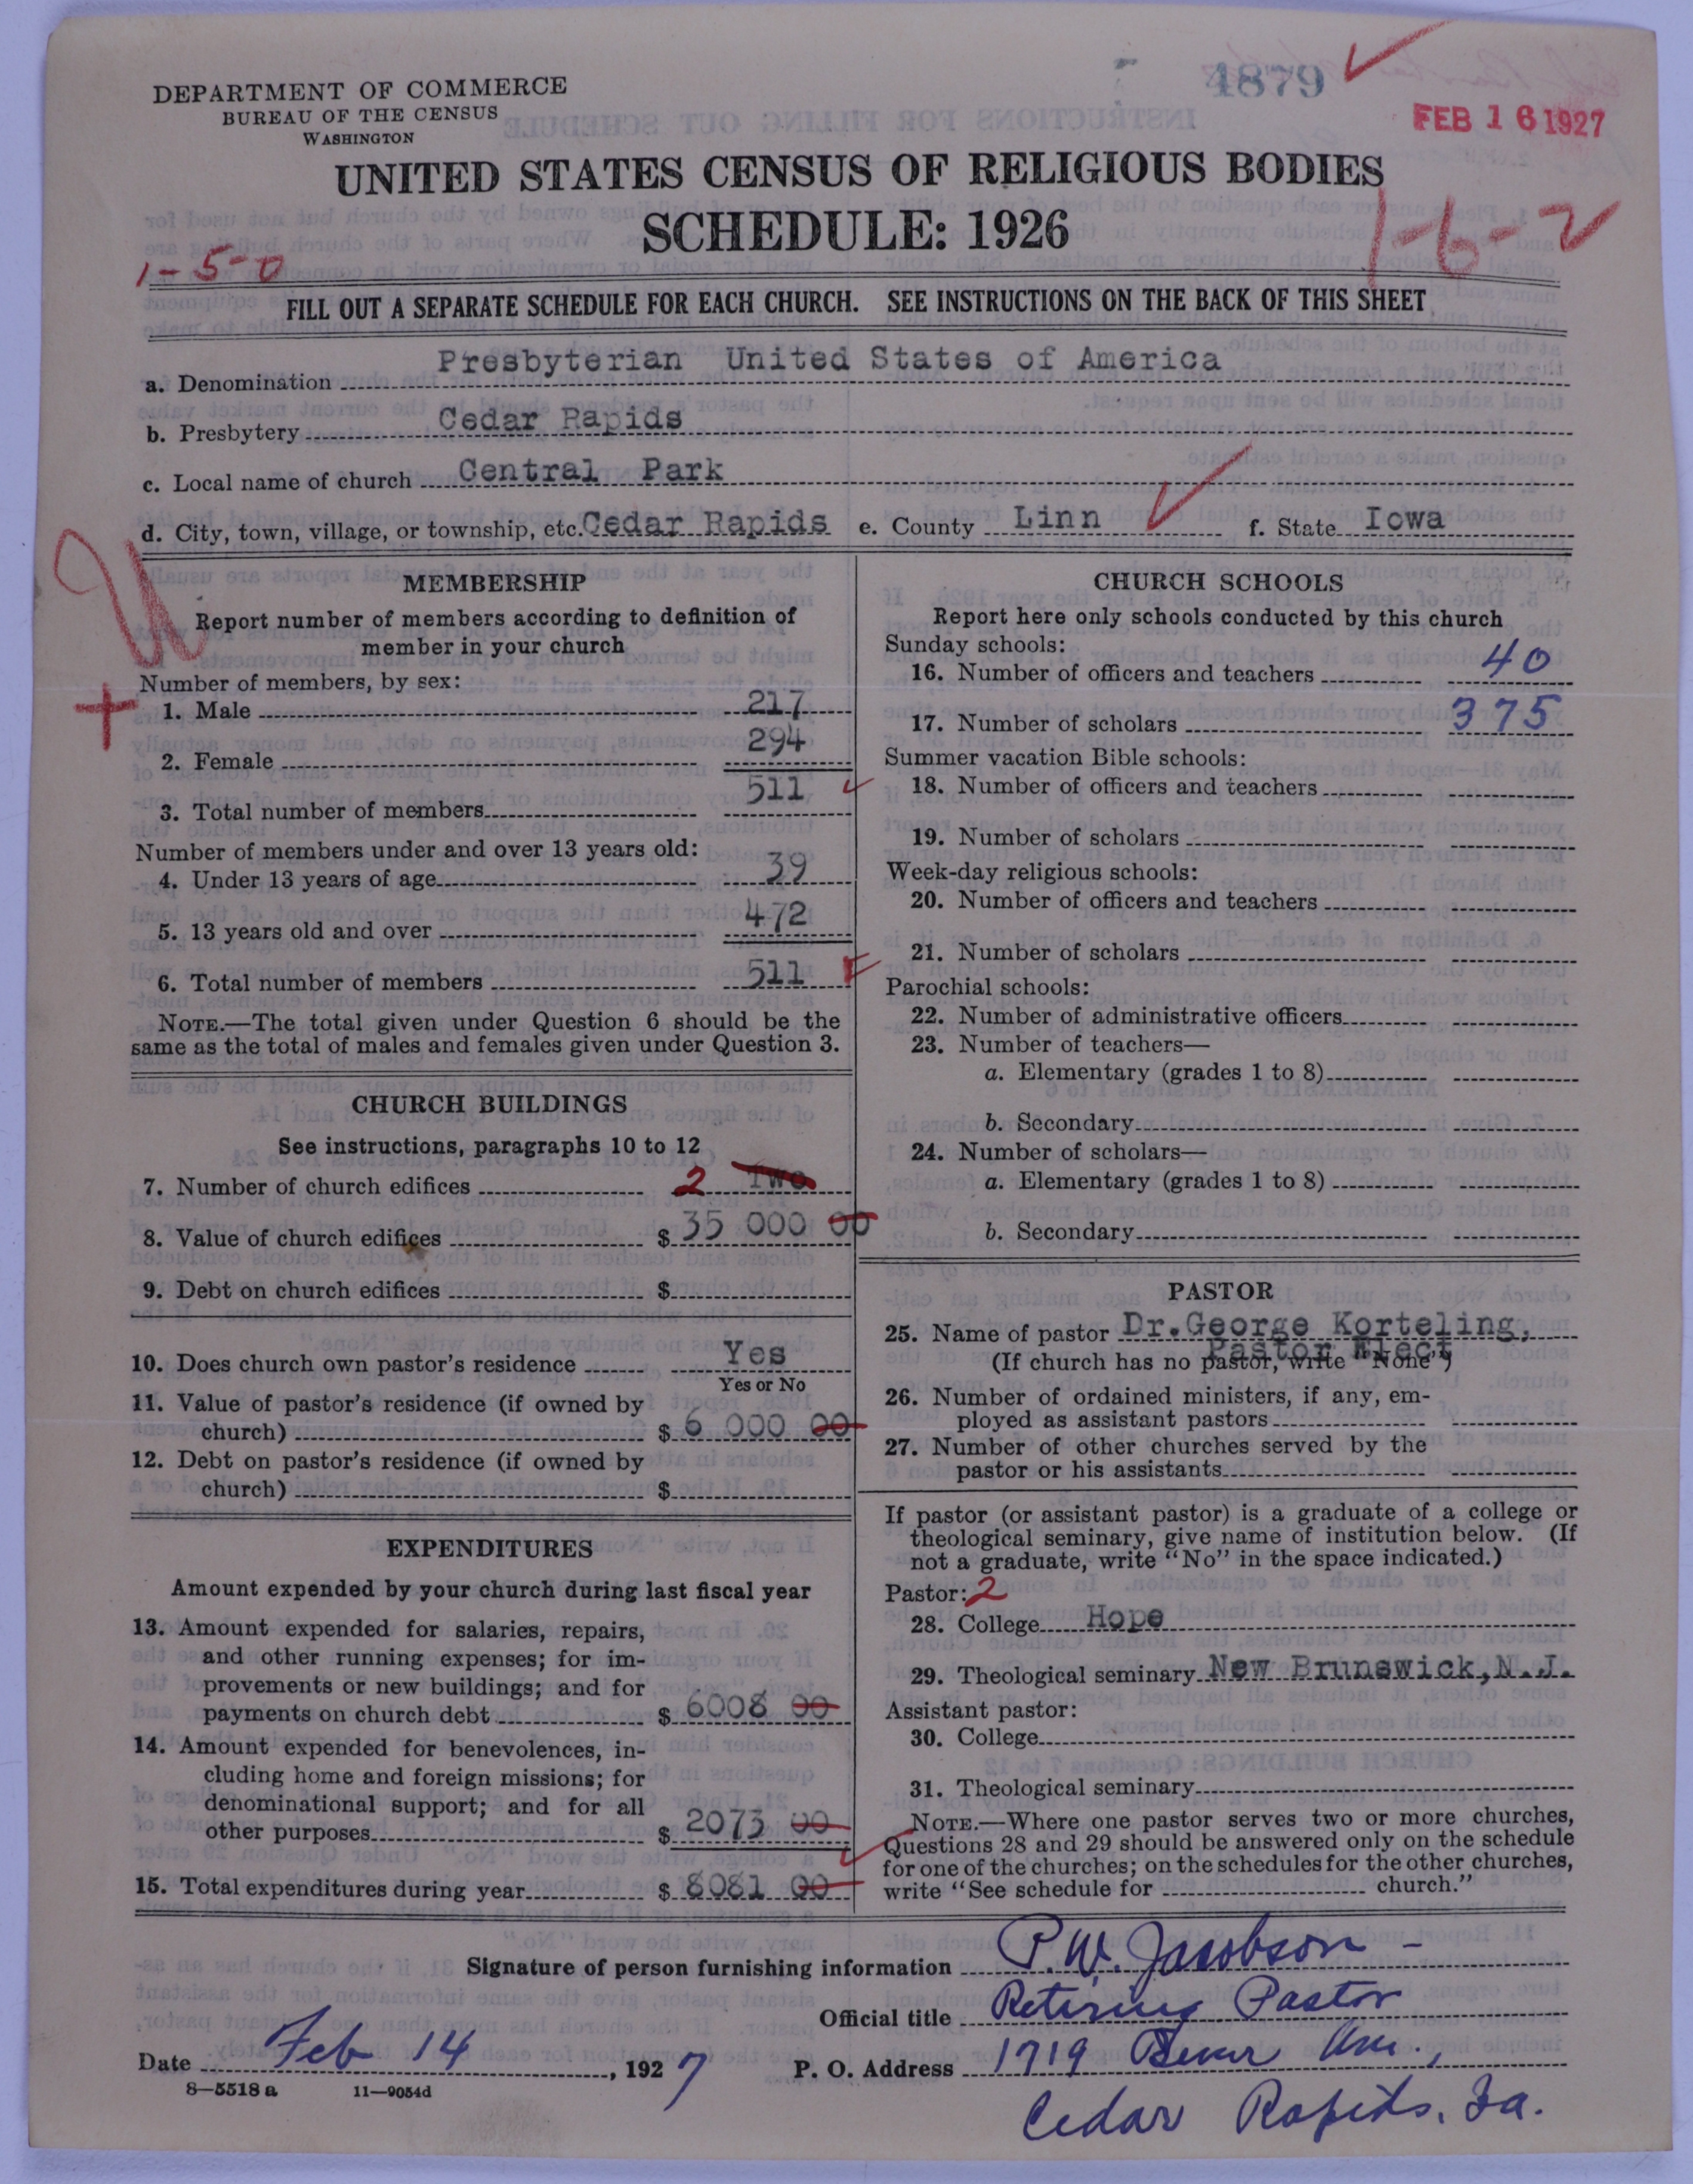 4879
DEPARTMENT OF COMMERCE
BUREAU OF THE CENSUS
WASHINGTON
FEB 16 1927
UNITED STATES CENSUS OF RELIGIOUS BODIES
SCHEDULE: 1926
1-5-0
1-6-2
FILL OUT A SEPARATE SCHEDULE FOR EACH CHURCH. SEE INSTRUCTIONS ON THE BACK OF THIS SHEET
a. Denomination Presbyterian United States of America
b. Presbytery Cedar Rapids
c. Local name of church Central Park
d. City, town, village, or township, etc. Cedar Rapids e. County Linn f. State Iowa
MEMBERSHIP
Report number of members according to definition of
member in your church
Number of members, by sex:
1. Male 217
2. Female 294
3. Total number of members 511
Number of members under and over 13 years old:
4. Under 13 years of age 39
5. 13 years old and over 472
6. Total number of members 511
NOTE.—The total given under Question 6 should be the
same as the total of males and females given under Question 3.
CHURCH BUILDINGS
See instructions, paragraphs 10 to 12
7. Number of church edifices 2 Two
8. Value of church edifices $ 35 000 00
9. Debt on church edifices $
10. Does church own pastor's residence Yes
Yes or No
11. Value of pastor's residence (if owned by
church) $ 6 000 00
12. Debt on pastor's residence (if owned by
church) $
EXPENDITURES
Amount expended by your church during last fiscal year
13. Amount expended for salaries, repairs,
and other running expenses; for im-
provements or new buildings; and for
payments on church debt $ 6008 00
14. Amount expended for benevolences, in-
cluding home and foreign missions; for
denominational support; and for all
other purposes $ 2073 00
15. Total expenditures during year $ 8081 00
CHURCH SCHOOLS
Report here only schools conducted by this church
Sunday schools:
16. Number of officers and teachers 40
17. Number of scholars 375
Summer vacation Bible schools:
18. Number of officers and teachers
19. Number of scholars
Week-day religious schools:
20. Number of officers and teachers
21. Number of scholars
Parochial schools:
22. Number of administrative officers
23. Number of teachers—
a. Elementary (grades 1 to 8)
b. Secondary
24. Number of scholars—
a. Elementary (grades 1 to 8)
b. Secondary
PASTOR
25. Name of pastor Dr.George Korteling,
Pastor Elect
(If church has no pastor, write "None")
26. Number of ordained ministers, if any, em-
ployed as assistant pastors
27. Number of other churches served by the
pastor or his assistants
If pastor (or assistant pastor) is a graduate of a college or
theological seminary, give name of institution below. (If
not a graduate, write "No" in the space indicated.)
Pastor: 2
28. College Hope
29. Theological seminary New Brunswick,N.J.
Assistant pastor:
30. College
31. Theological seminary
NOTE.—Where one pastor serves two or more churches,
Questions 28 and 29 should be answered only on the schedule
for one of the churches; on the schedules for the other churches,
write "See schedule for church."
Signature of person furnishing information P.W. Jacobson -
Official title Retiring Pastor
Date Feb 14, 1927 P. O. Address 1719 Bever Ave.,
8-5518 a 11-9054d
Cedar Rapids, Ia.